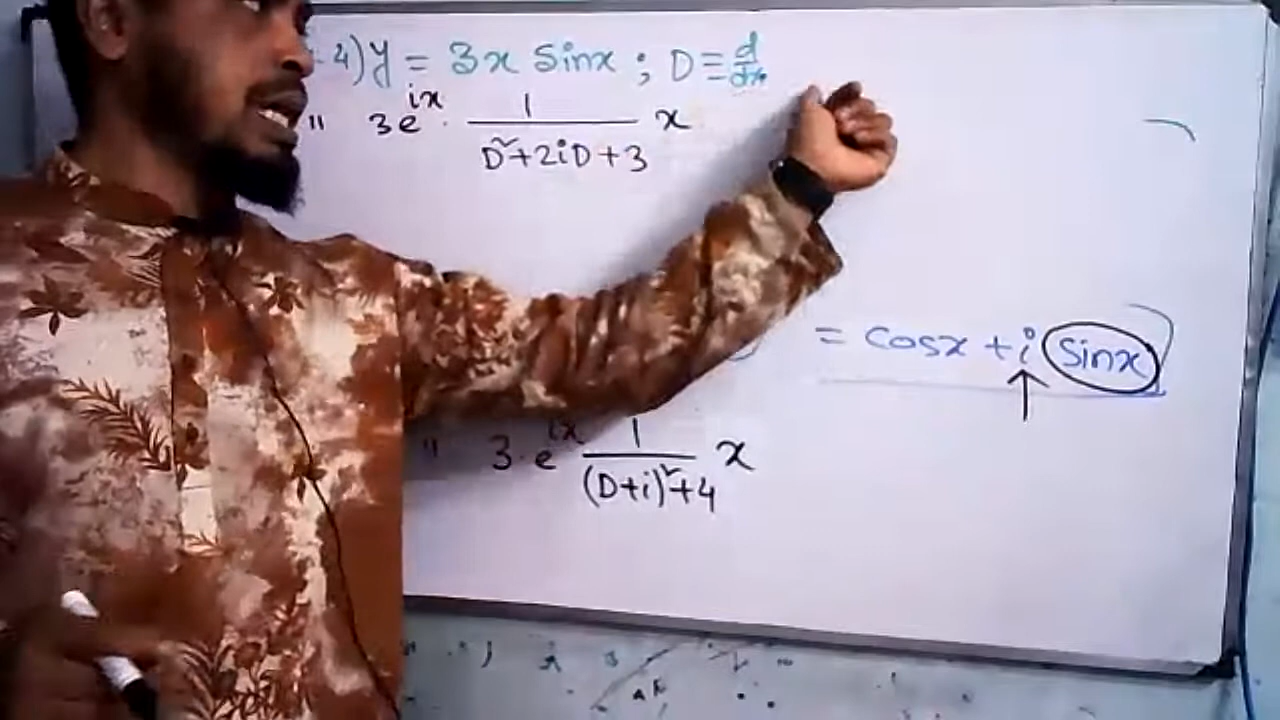 4) y = 3x sinx ; D ≡ d/dx
" 3e^{ix} · 1/(D²+2iD+3) x
= cosx + i sinx
" 3·e^{ix} 1/((D+i)²+4) x